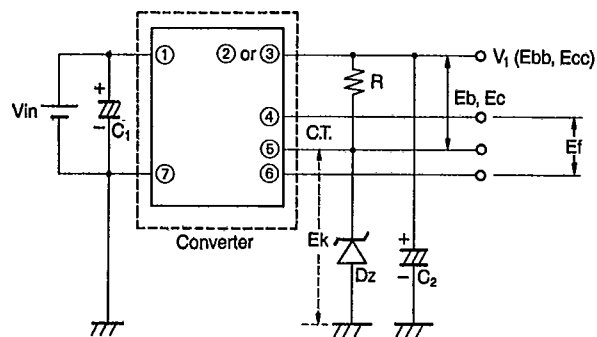 Converter
① ② or ③ V₁ (Ebb, Ecc)
+ R Eb, Ec
Vin
− C₁ ④
C.T. Ef
⑤
⑦ ⑥
Converter
Ek
+
Dz − C₂